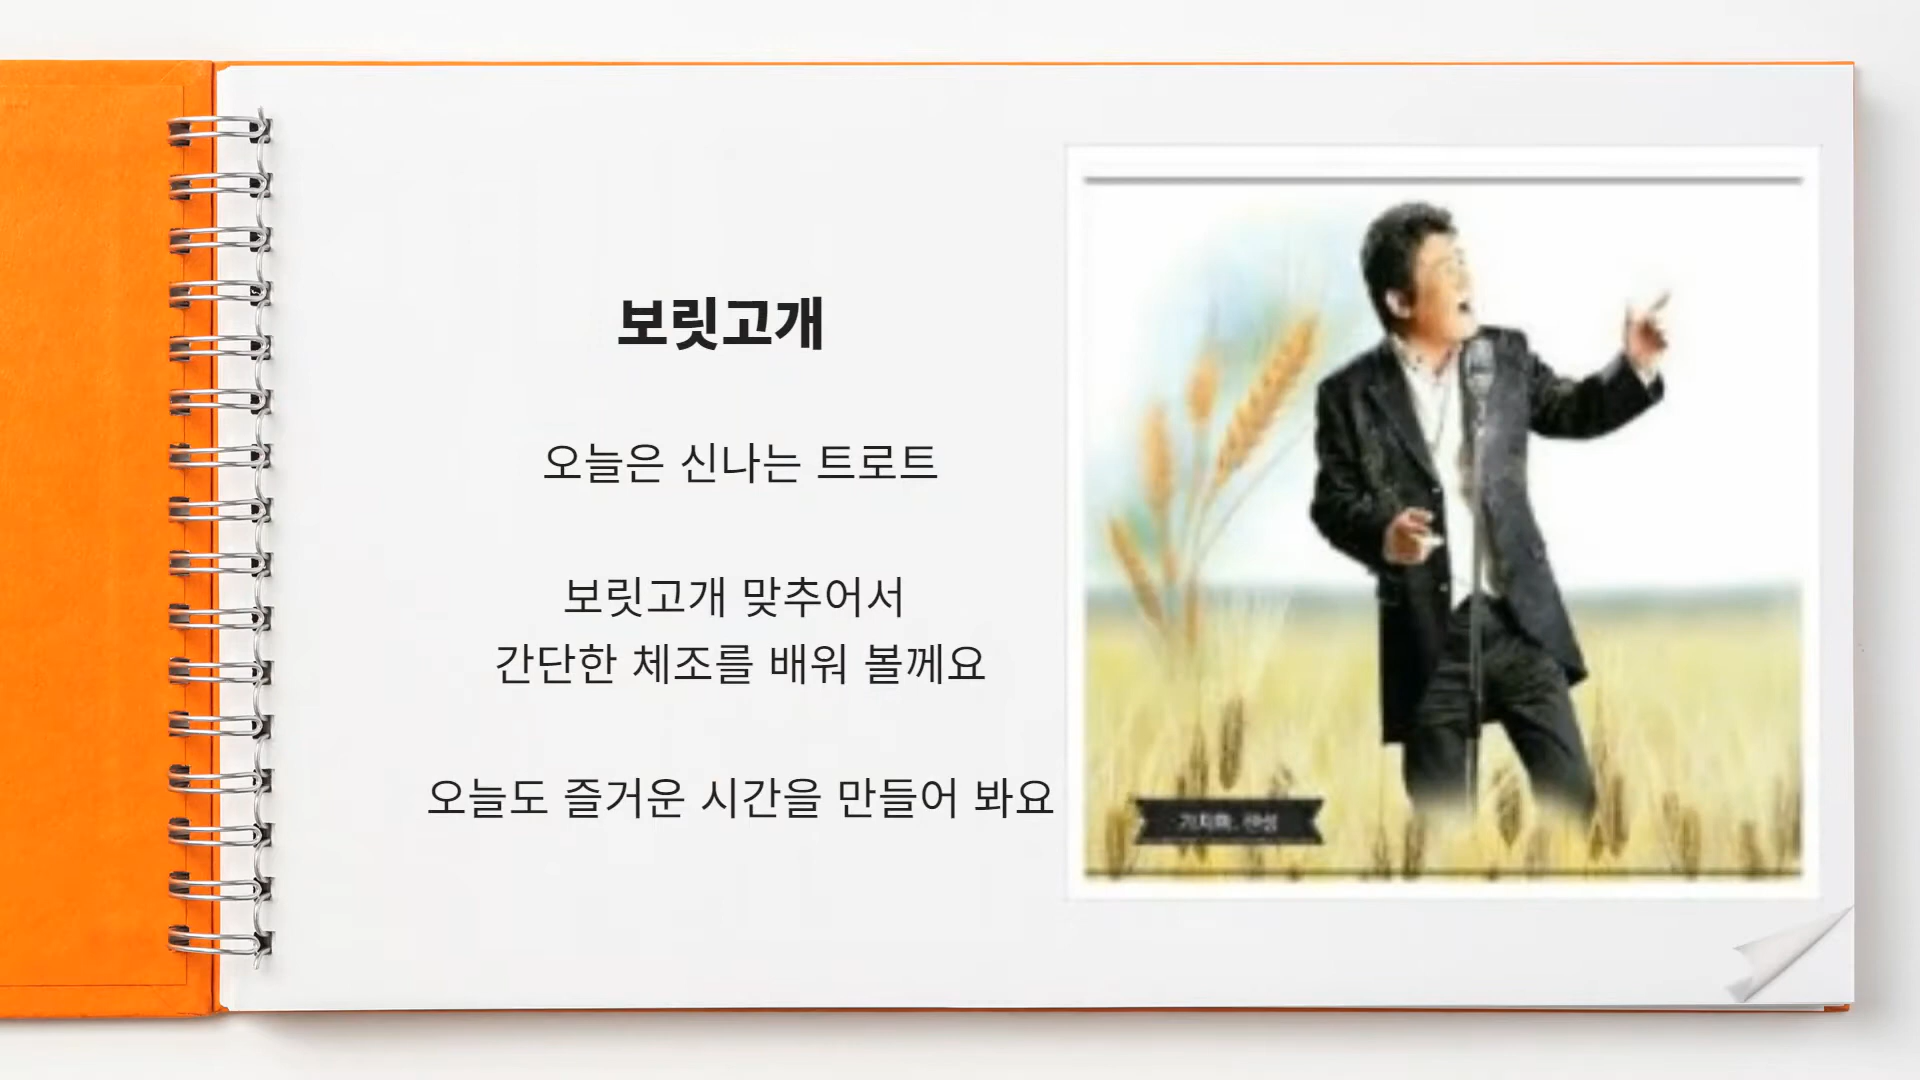 보릿고개
오늘은 신나는 트로트
보릿고개 맞추어서
간단한 체조를 배워 볼께요
오늘도 즐거운 시간을 만들어 봐요